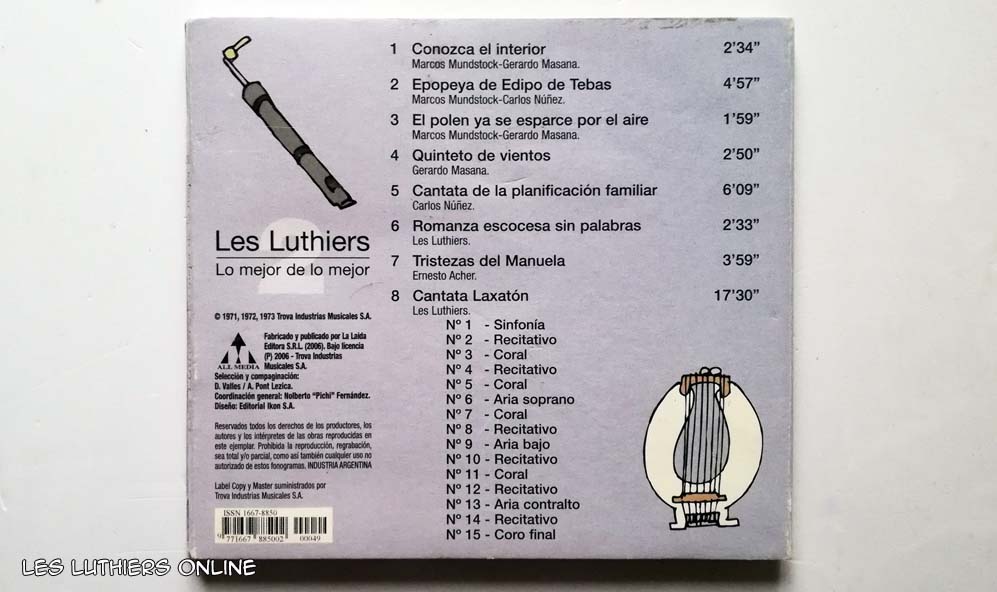 1 Conozca el interior 2'34"
Marcos Mundstock-Gerardo Masana.
2 Epopeya de Edipo de Tebas 4'57"
Marcos Mundstock-Carlos Núñez.
3 El polen ya se esparce por el aire 1'59"
Marcos Mundstock-Gerardo Masana.
4 Quinteto de vientos 2'50"
Gerardo Masana.
5 Cantata de la planificación familiar 6'09"
Carlos Núñez.
6 Romanza escocesa sin palabras 2'33"
Les Luthiers.
7 Tristezas del Manuela 3'59"
Ernesto Acher.
8 Cantata Laxatón 17'30"
Les Luthiers.
Nº 1 - Sinfonía
Nº 2 - Recitativo
Nº 3 - Coral
Nº 4 - Recitativo
Nº 5 - Coral
Nº 6 - Aria soprano
Nº 7 - Coral
Nº 8 - Recitativo
Nº 9 - Aria bajo
Nº 10 - Recitativo
Nº 11 - Coral
Nº 12 - Recitativo
Nº 13 - Aria contralto
Nº 14 - Recitativo
Nº 15 - Coro final
2
Les Luthiers
Lo mejor de lo mejor
© 1971, 1972, 1973 Trova Industrias Musicales S.A.
ALL MEDIA
Fabricado y publicado por La Laida
Editora S.R.L. (2006). Bajo licencia
(P) 2006 - Trova Industrias
Musicales S.A.
Selección y compaginación:
D. Valles / A. Pont Lezica.
Coordinación general: Nolberto "Pichi" Fernández.
Diseño: Editorial Ikon S.A.
Reservados todos los derechos de los productores, los
autores y los intérpretes de las obras reproducidas en
este ejemplar. Prohibida la reproducción, regrabación,
sea total y/o parcial, como así también cualquier uso no
autorizado de estos fonogramas. INDUSTRIA ARGENTINA
Label Copy y Master suministrados por
Trova Industrias Musicales S.A.
ISSN 1667-8850
9 771667 885002 00049
LES LUTHIERS ONLINE